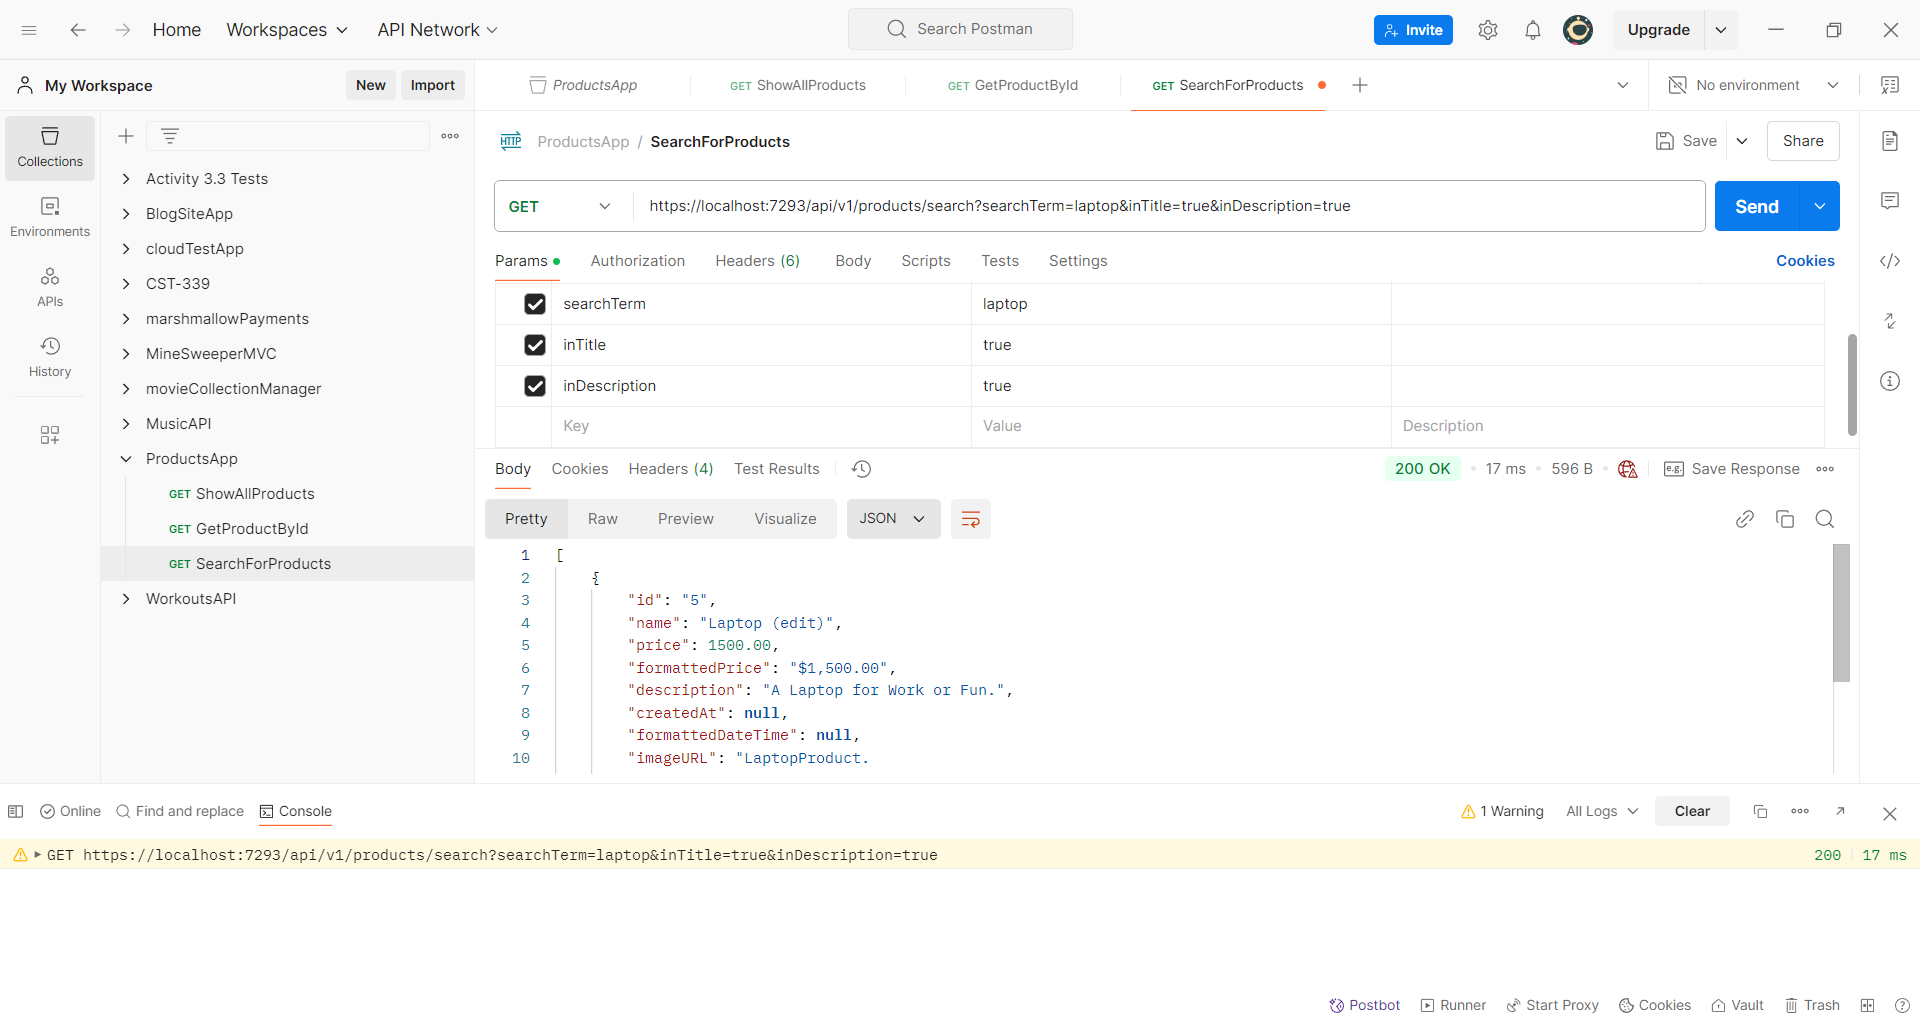 Home Workspaces API Network Search Postman Invite Upgrade
My Workspace New Import ProductsApp GET ShowAllProducts GET GetProductById GET SearchForProducts No environment
Collections
Environments
APIs
History
Activity 3.3 Tests
BlogSiteApp
cloudTestApp
CST-339
marshmallowPayments
MineSweeperMVC
movieCollectionManager
MusicAPI
ProductsApp
GET ShowAllProducts
GET GetProductById
GET SearchForProducts
WorkoutsAPI
HTTP ProductsApp / SearchForProducts Save Share
GET https://localhost:7293/api/v1/products/search?searchTerm=laptop&inTitle=true&inDescription=true Send
Params Authorization Headers (6) Body Scripts Tests Settings Cookies
searchTerm laptop
inTitle true
inDescription true
Key Value Description
Body Cookies Headers (4) Test Results 200 OK 17 ms 596 B e.g. Save Response
Pretty Raw Preview Visualize JSON
1 [
2 {
3 "id": "5",
4 "name": "Laptop (edit)",
5 "price": 1500.00,
6 "formattedPrice": "$1,500.00",
7 "description": "A Laptop for Work or Fun.",
8 "createdAt": null,
9 "formattedDateTime": null,
10 "imageURL": "LaptopProduct.
Online Find and replace Console 1 Warning All Logs Clear
GET https://localhost:7293/api/v1/products/search?searchTerm=laptop&inTitle=true&inDescription=true 200 17 ms
Postbot Runner Start Proxy Cookies Vault Trash